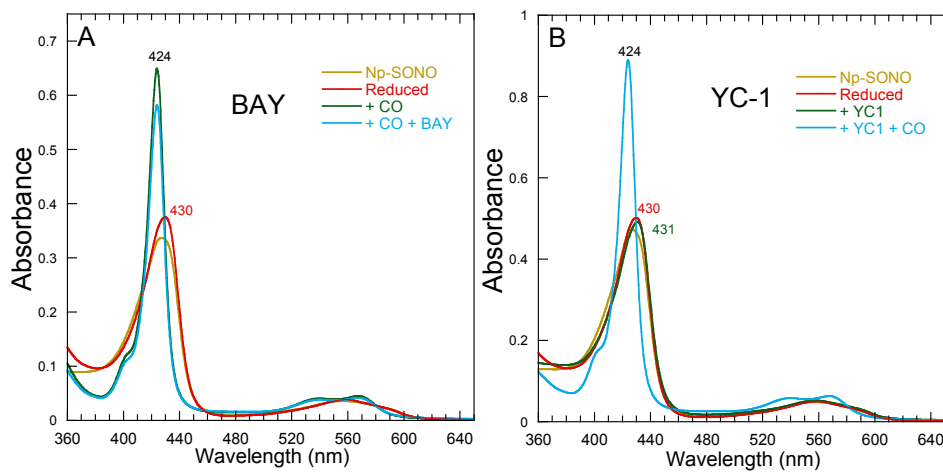 A
424
Np-SONO
Reduced
+ CO
+ CO + BAY
BAY
430
Absorbance
0.7
0.6
0.5
0.4
0.3
0.2
0.1
0
360
400
440
480
520
560
600
640
Wavelength (nm)
B
424
Np-SONO
Reduced
+ YC1
+ YC1 + CO
YC-1
430
431
Absorbance
1
0.8
0.6
0.4
0.2
0
360
400
440
480
520
560
600
640
Wavelength (nm)